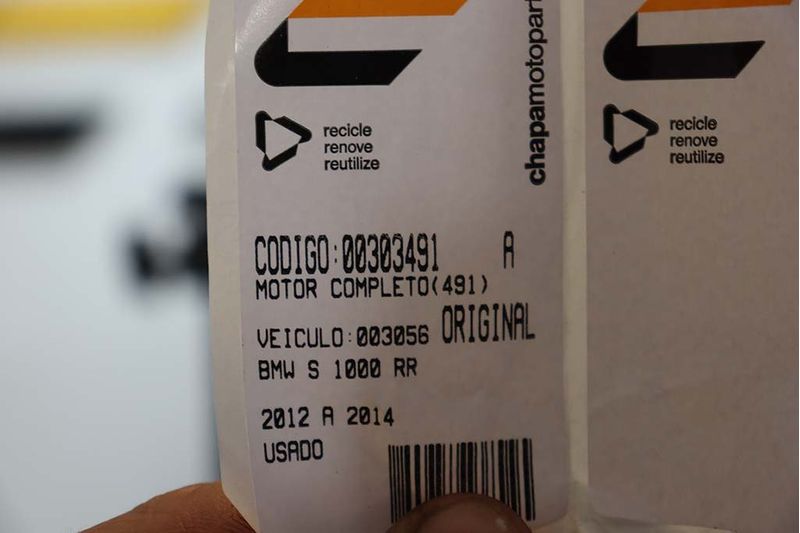 recicle
renove
reutilize
chapamotopar
CODIGO:00303491 A
MOTOR COMPLETO(491)
VEICULO:003056 ORIGINAL
BMW S 1000 RR
2012 A 2014
USADO
recicle
renove
reutilize